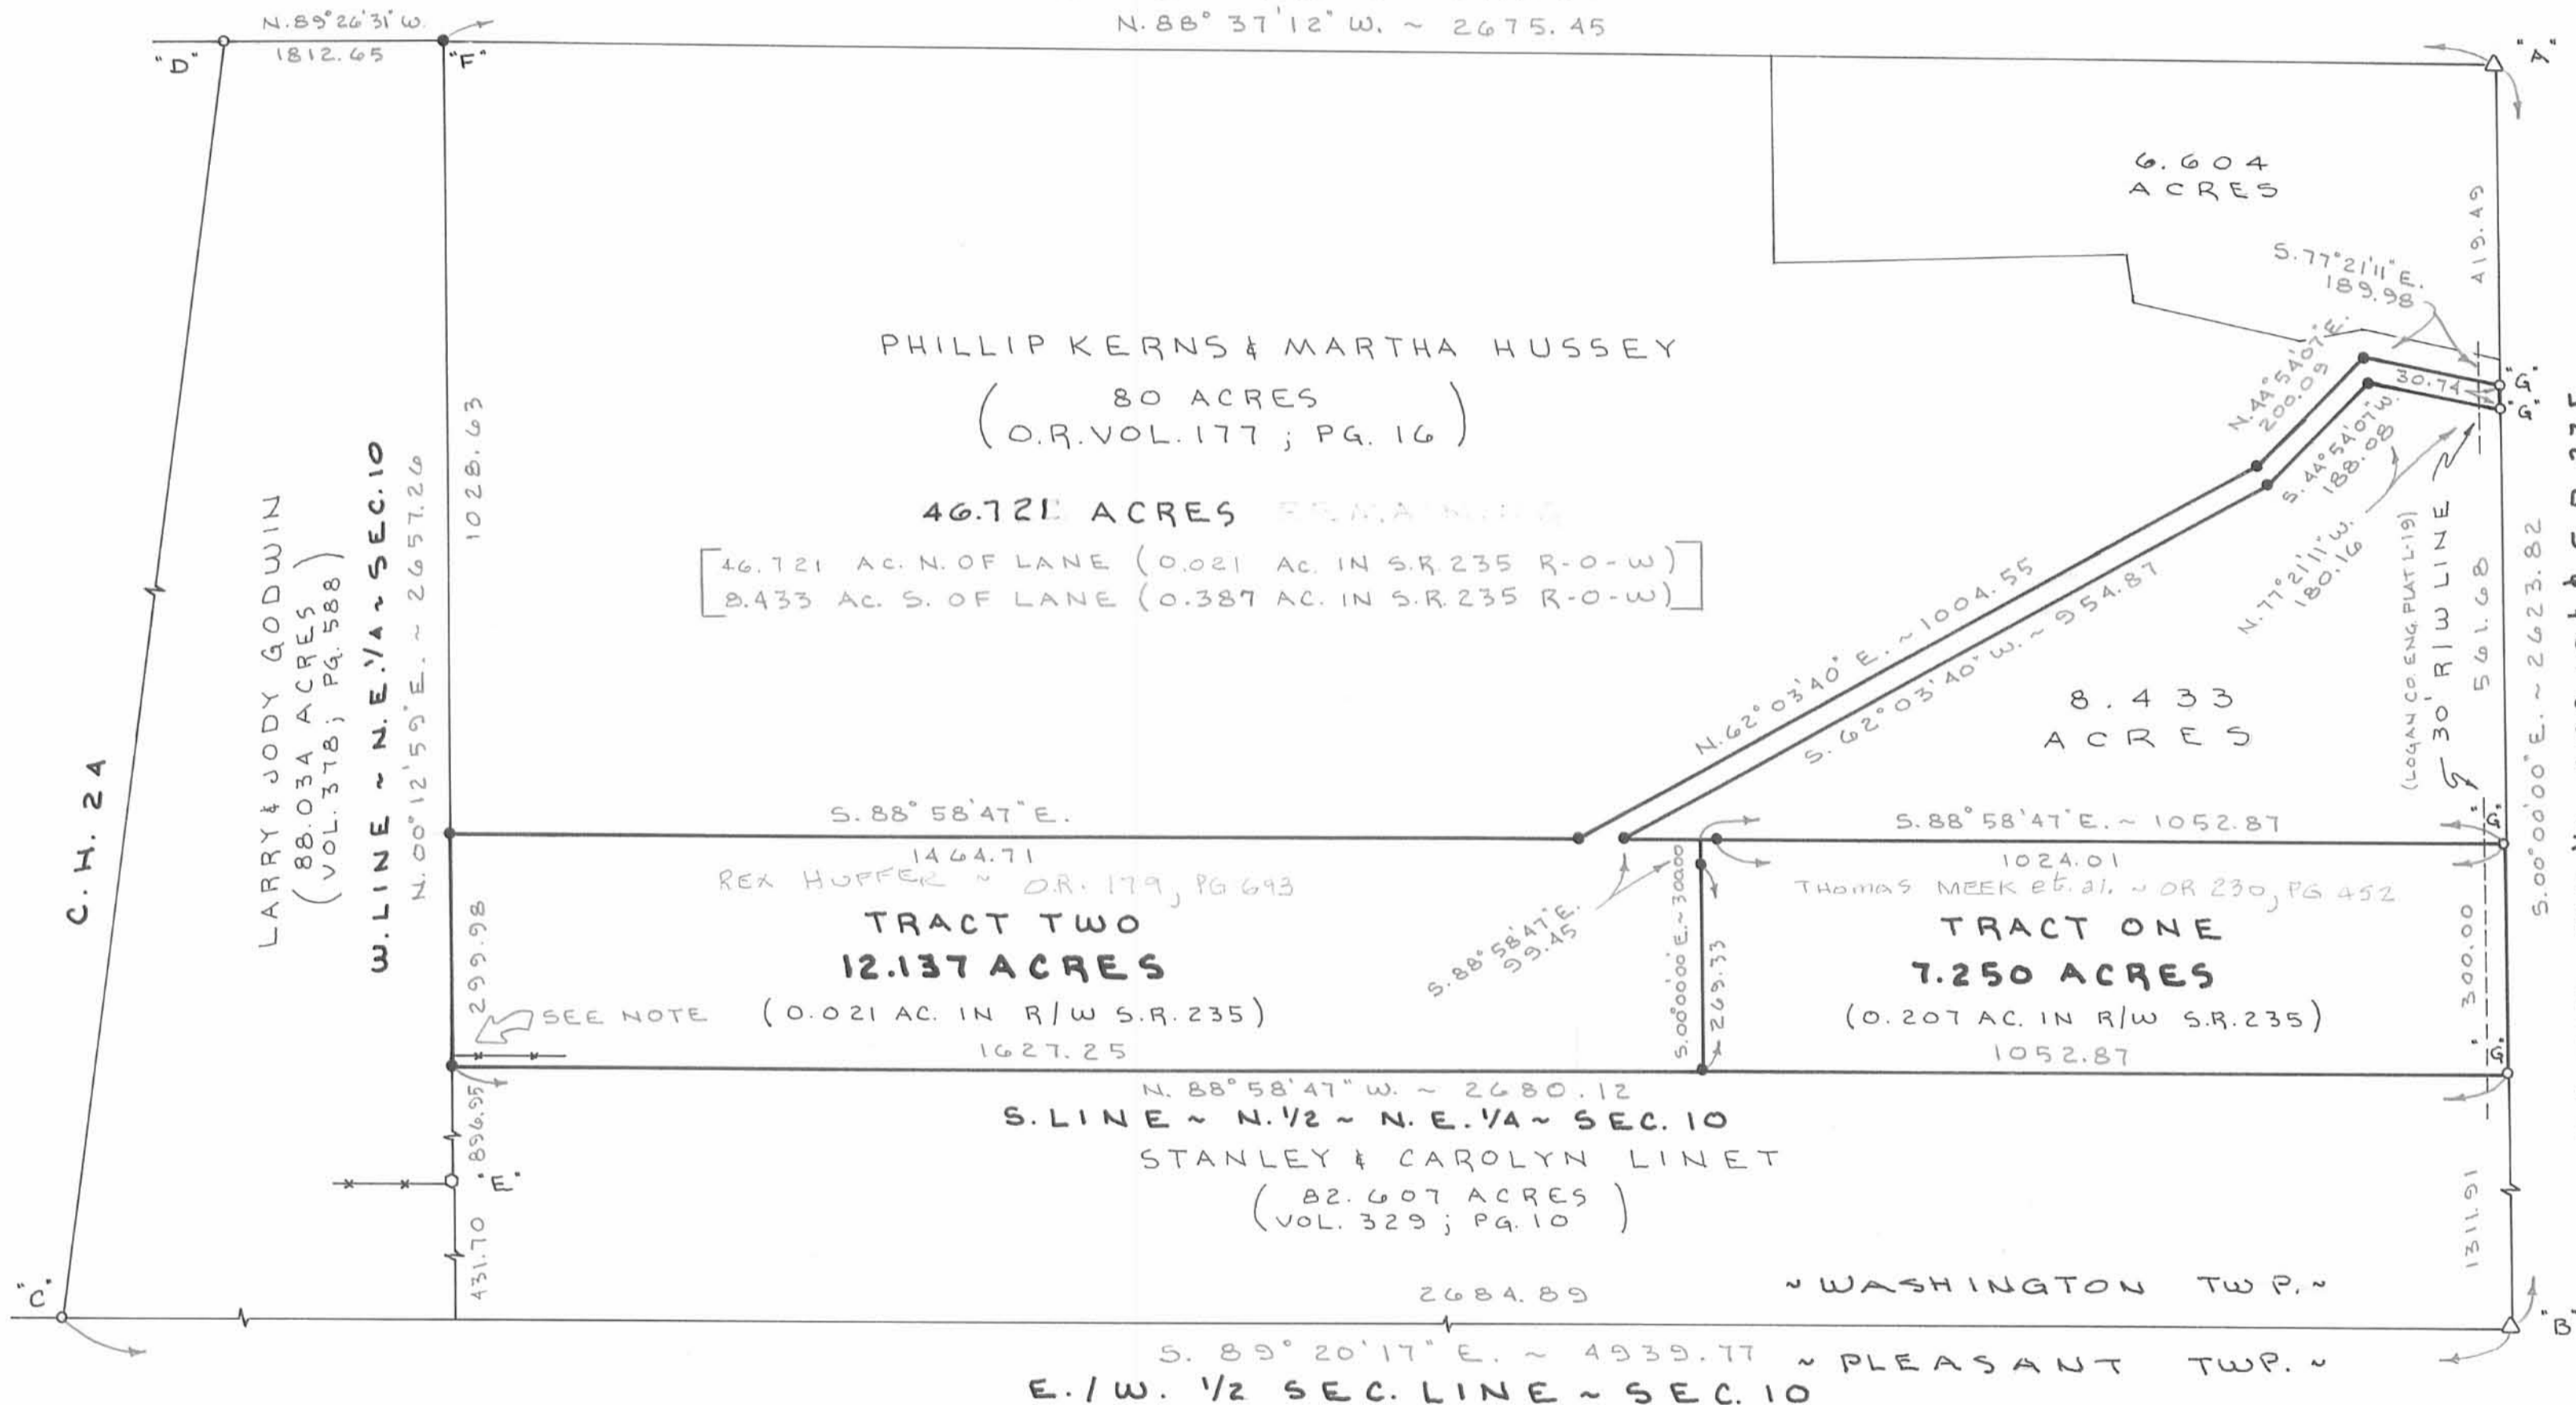 N. 89° 26' 31" W.
1812.65
N. 88° 37' 12" W. ~ 2675.45
"D"
"F"
"A"
6.604
ACRES
419.49
S. 77° 21' 11" E.
189.98
PHILLIP KERNS & MARTHA HUSSEY
80 ACRES
(O.R. VOL. 177 ; PG. 16)
46.721 ACRES
[46.721 AC. N. OF LANE (0.021 AC. IN S.R. 235 R-O-W)]
[8.433 AC. S. OF LANE (0.387 AC. IN S.R. 235 R-O-W)]
N. 44° 54' 07" E.
200.09
30.74
"G"
"G"
S. 44° 54' 07" W.
188.08
N. 77° 21' 11" W.
180.16
(LOGAN CO. ENG. PLAT L-19)
30' R/W LINE
561.68
S. 00° 00' 00" E. ~ 2623.82
C. H. 24
LARRY & JODY GODWIN
(88.034 ACRES)
(VOL. 378 ; PG. 588)
W. LINE ~ N.E. 1/4 ~ SEC. 10
N. 00° 12' 59" E. ~ 2657.26
1028.63
N. 62° 03' 40" E. ~ 1004.55
S. 62° 03' 40" W. ~ 954.87
8.433
ACRES
S. 88° 58' 47" E.
1464.71
REX HUFFER ~ O.R. 179, PG 693
TRACT TWO
12.137 ACRES
(0.021 AC. IN R/W S.R. 235)
SEE NOTE
299.98
1627.25
S. 88° 58' 47" E.
99.45
S. 00° 00' 00" E. ~ 300.00
269.33
S. 88° 58' 47" E. ~ 1052.87
1024.01
THOMAS MEEK et. al. ~ OR 230, PG 452
TRACT ONE
7.250 ACRES
(0.207 AC. IN R/W S.R. 235)
1052.87
300.00
"G"
"G"
N. 88° 58' 47" W. ~ 2680.12
S. LINE ~ N. 1/2 ~ N. E. 1/4 ~ SEC. 10
STANLEY & CAROLYN LINET
(82.607 ACRES)
(VOL. 329 ; PG. 10)
896.95
"E"
431.70
1311.91
"C"
2684.89
~ WASHINGTON TWP. ~
"B"
S. 89° 20' 17" E. ~ 4939.77
~ PLEASANT TWP. ~
E. / W. 1/2 SEC. LINE ~ SEC. 10